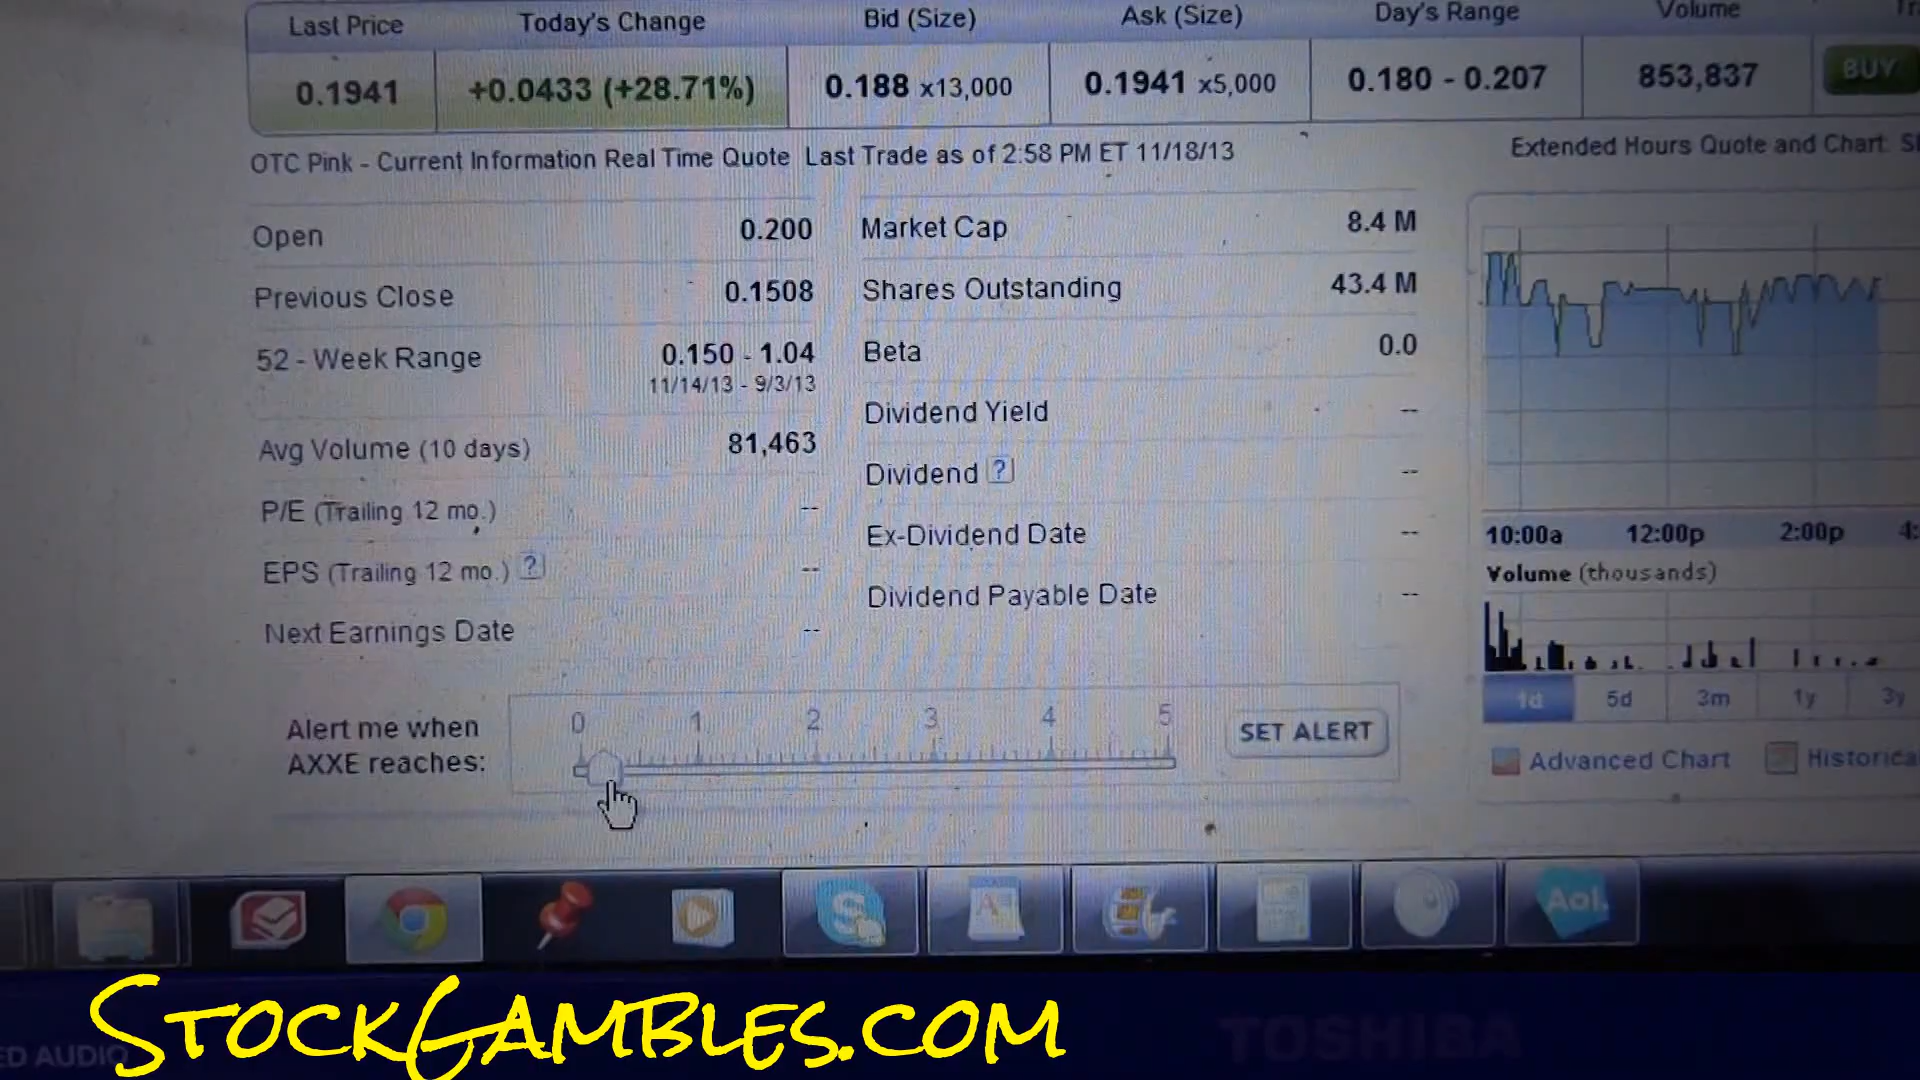 Last Price Today's Change Bid (Size) Ask (Size) Day's Range Volume
0.1941 +0.0433 (+28.71%) 0.188 x13,000 0.1941 x5,000 0.180 - 0.207 853,837 BUY
OTC Pink - Current Information Real Time Quote Last Trade as of 2:58 PM ET 11/18/13
Extended Hours Quote and Chart:
Open 0.200
Previous Close 0.1508
52 - Week Range 0.150 - 1.04
11/14/13 - 9/3/13
Avg Volume (10 days) 81,463
P/E (Trailing 12 mo.) --
EPS (Trailing 12 mo.) ? --
Next Earnings Date --
Market Cap 8.4 M
Shares Outstanding 43.4 M
Beta 0.0
Dividend Yield --
Dividend ? --
Ex-Dividend Date --
Dividend Payable Date --
10:00a 12:00p 2:00p 4:
Volume (thousands)
1d 5d 3m 1y 3y
Advanced Chart Historica
Alert me when
AXXE reaches:
0 1 2 3 4 5
SET ALERT
S A Aol.
StockGambles.com
ED AUDIO
TOSHIBA